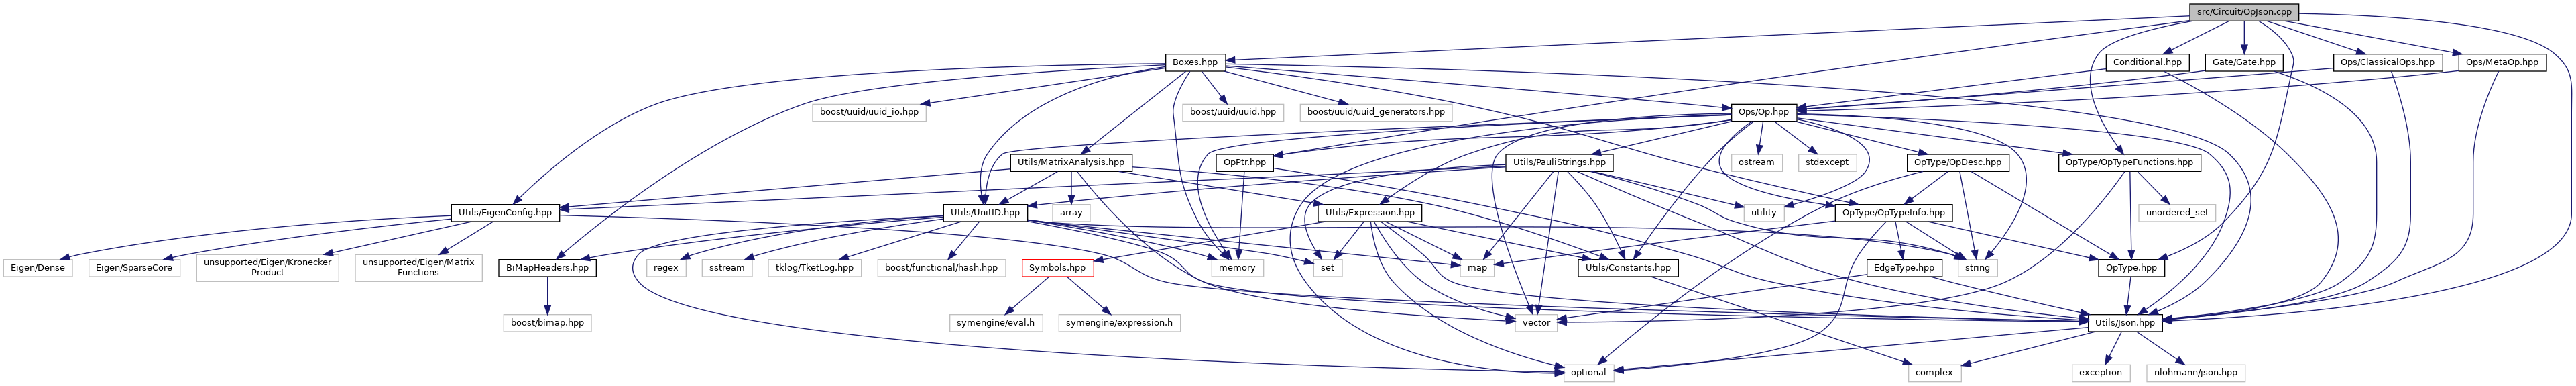 src/Circuit/OpJson.cpp
Boxes.hpp
Conditional.hpp
Gate/Gate.hpp
Ops/ClassicalOps.hpp
Ops/MetaOp.hpp
boost/uuid/uuid_io.hpp
boost/uuid/uuid.hpp
boost/uuid/uuid_generators.hpp
Ops/Op.hpp
Utils/MatrixAnalysis.hpp
OpPtr.hpp
Utils/PauliStrings.hpp
ostream
stdexcept
OpType/OpDesc.hpp
OpType/OpTypeFunctions.hpp
Utils/EigenConfig.hpp
Utils/UnitID.hpp
array
Utils/Expression.hpp
utility
OpType/OpTypeInfo.hpp
unordered_set
Eigen/Dense
Eigen/SparseCore
unsupported/Eigen/Kronecker
Product
unsupported/Eigen/Matrix
Functions
BiMapHeaders.hpp
regex
sstream
tklog/TketLog.hpp
boost/functional/hash.hpp
Symbols.hpp
memory
set
map
Utils/Constants.hpp
EdgeType.hpp
string
OpType.hpp
boost/bimap.hpp
symengine/eval.h
symengine/expression.h
vector
Utils/Json.hpp
optional
complex
exception
nlohmann/json.hpp